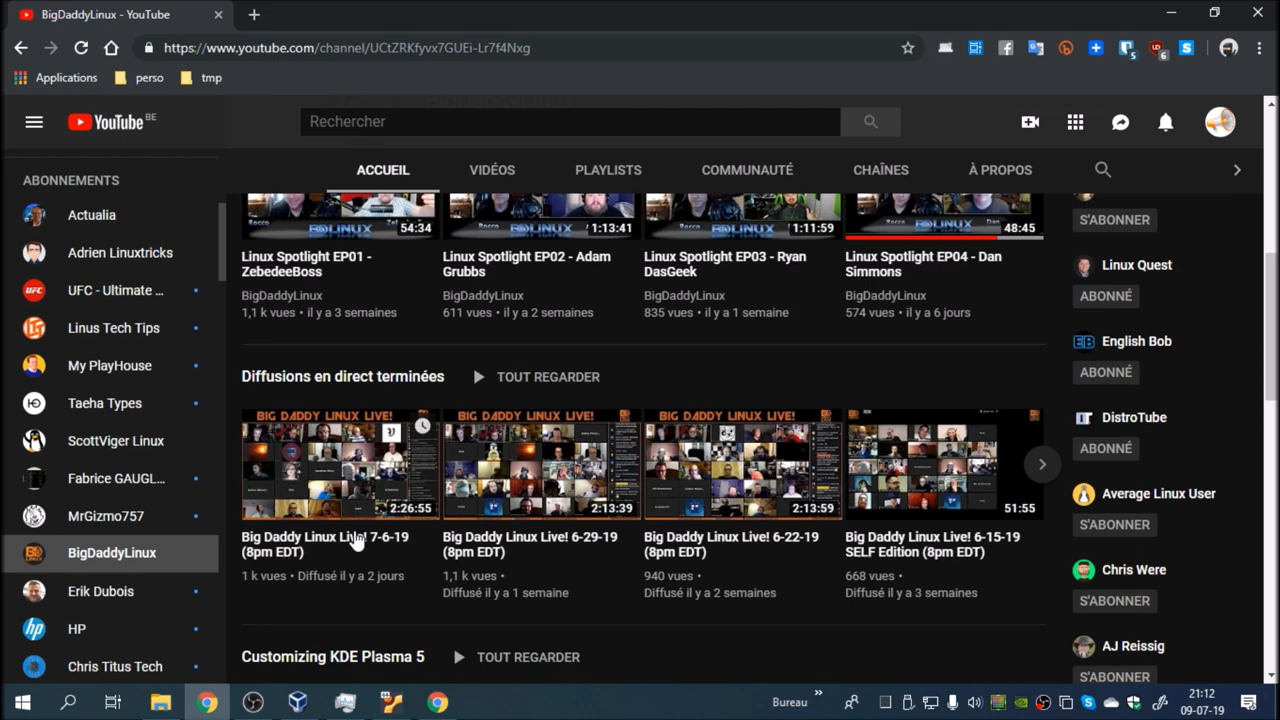 BigDaddyLinux - YouTube
https://www.youtube.com/channel/UCtZRKfyvx7GUEi-Lr7f4Nxg
5
6
Applications
perso
tmp
YouTube BE
Rechercher
ACCUEIL
VIDÉOS
PLAYLISTS
COMMUNAUTÉ
CHAÎNES
À PROPOS
ABONNEMENTS
Actualia
Adrien Linuxtricks
UFC - Ultimate ...
Linus Tech Tips
My PlayHouse
Taeha Types
ScottViger Linux
Fabrice GAUGL...
MrGizmo757
BigDaddyLinux
Erik Dubois
HP
Chris Titus Tech
Rocco
BDLINUX
54:34
Rocco
BDLINUX
1:13:41
Rocco
BDLINUX
1:11:59
Rocco
Dan
BDLINUX
48:45
Linux Spotlight EP01 -
ZebedeeBoss
BigDaddyLinux
1,1 k vues • il y a 3 semaines
Linux Spotlight EP02 - Adam
Grubbs
BigDaddyLinux
611 vues • il y a 2 semaines
Linux Spotlight EP03 - Ryan
DasGeek
BigDaddyLinux
835 vues • il y a 1 semaine
Linux Spotlight EP04 - Dan
Simmons
BigDaddyLinux
574 vues • il y a 6 jours
Diffusions en direct terminées
TOUT REGARDER
BIG DADDY LINUX LIVE!
2:26:55
BIG DADDY LINUX LIVE!
2:13:39
BIG DADDY LINUX LIVE!
2:13:59
51:55
Big Daddy Linux Live! 7-6-19
(8pm EDT)
1 k vues • Diffusé il y a 2 jours
Big Daddy Linux Live! 6-29-19
(8pm EDT)
1,1 k vues •
Diffusé il y a 1 semaine
Big Daddy Linux Live! 6-22-19
(8pm EDT)
940 vues •
Diffusé il y a 2 semaines
Big Daddy Linux Live! 6-15-19
SELF Edition (8pm EDT)
668 vues •
Diffusé il y a 3 semaines
Customizing KDE Plasma 5
TOUT REGARDER
S'ABONNER
Linux Quest
ABONNÉ
English Bob
ABONNÉ
DistroTube
ABONNÉ
Average Linux User
S'ABONNER
Chris Were
S'ABONNER
AJ Reissig
S'ABONNER
Bureau
21:12
09-07-19